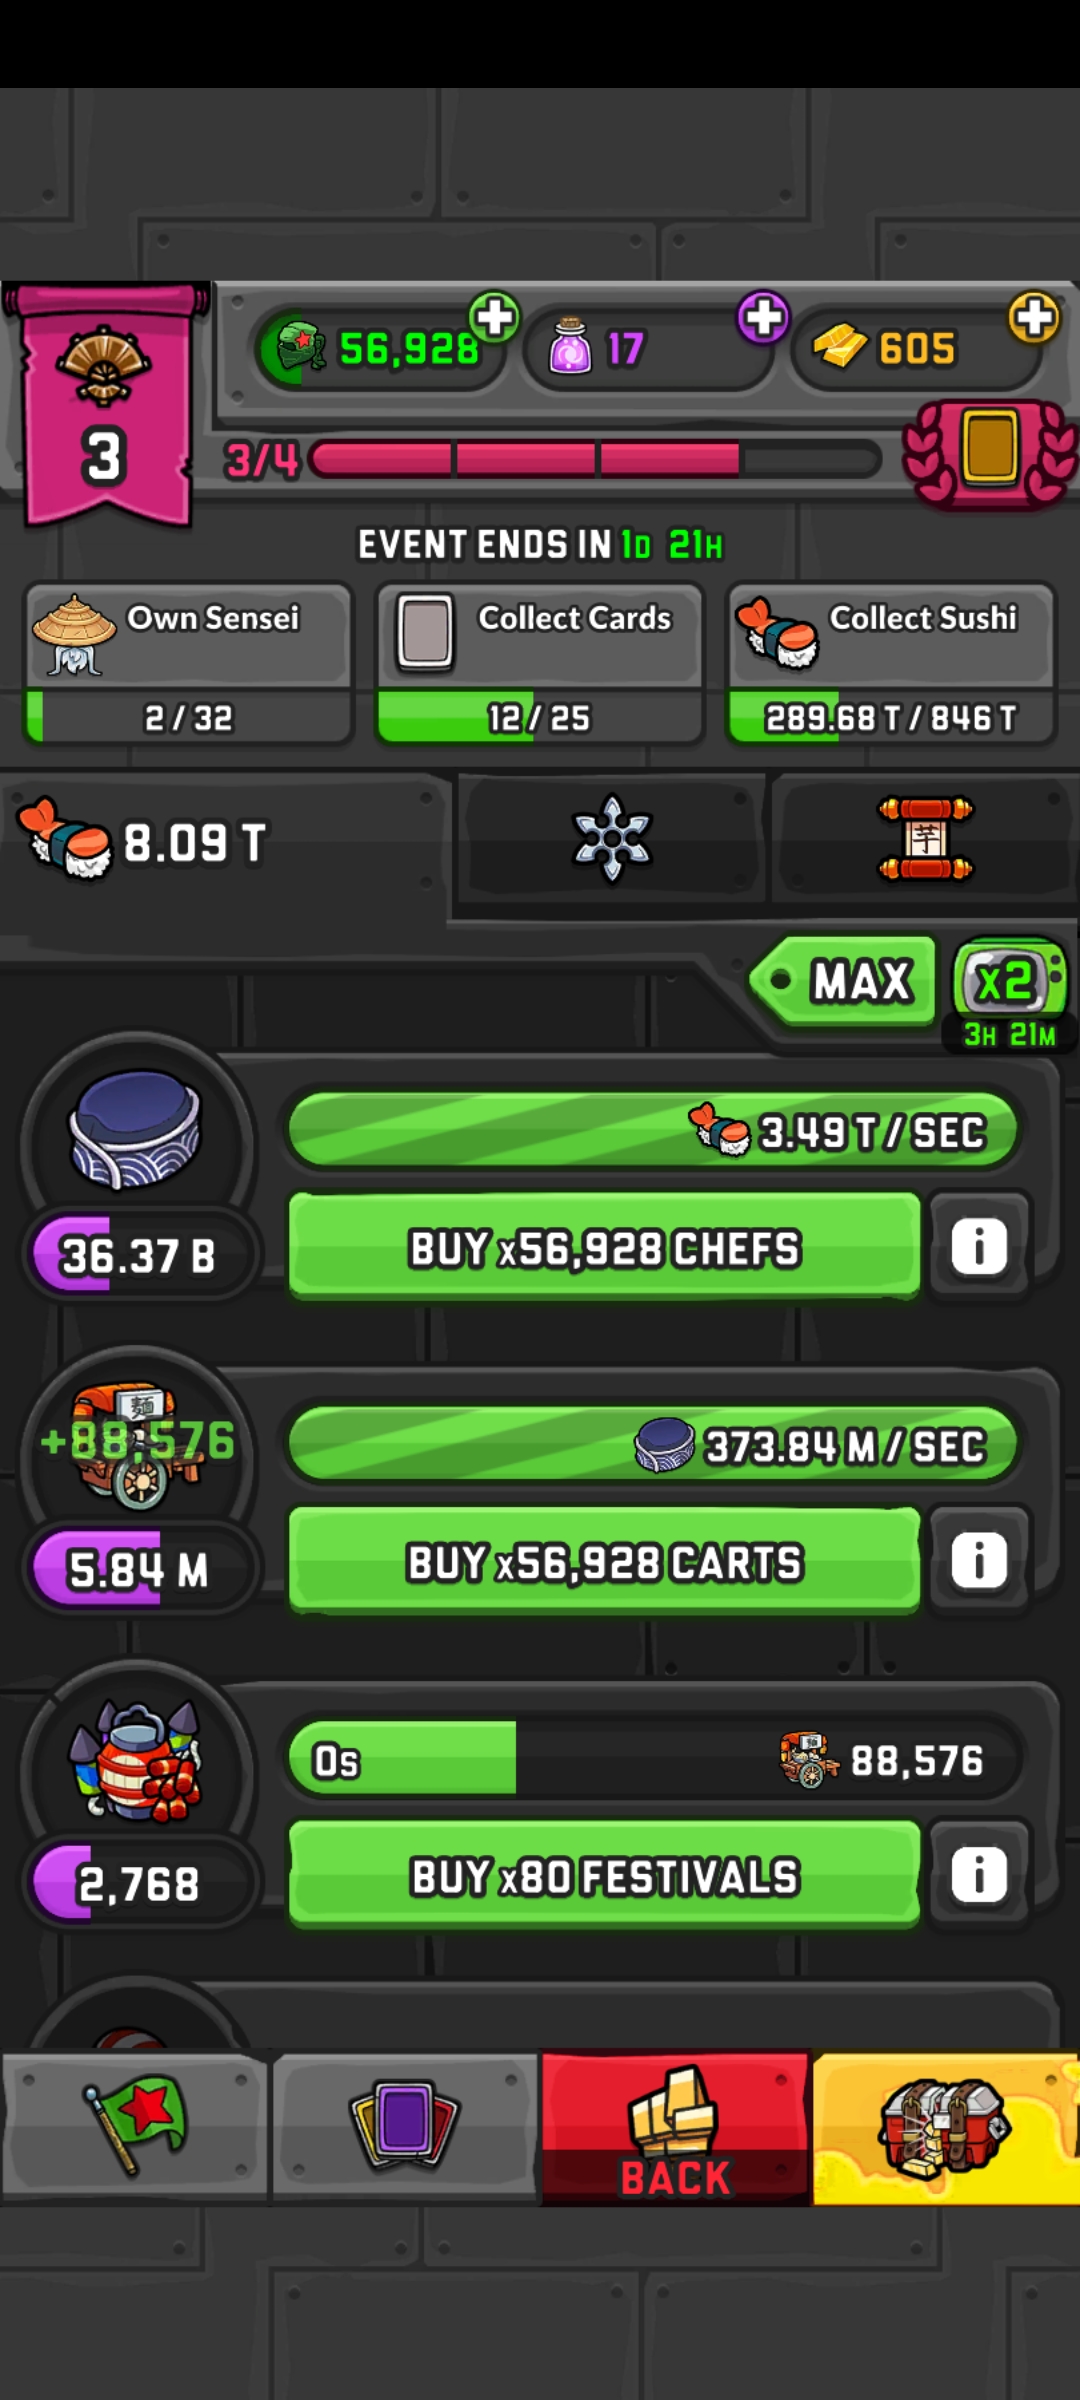 56,928
17
605
3
3/4
EVENT ENDS IN 1D 21H
Own Sensei
2 / 32
Collect Cards
12 / 25
Collect Sushi
289.68 T / 846 T
8.09 T
芋
MAX
x2
3H 21M
3.49 T / SEC
36.37 B
BUY x56,928 CHEFS
i
麺
+88,576
373.84 M / SEC
5.84 M
BUY x56,928 CARTS
i
0s
88,576
2,768
BUY x80 FESTIVALS
i
BACK